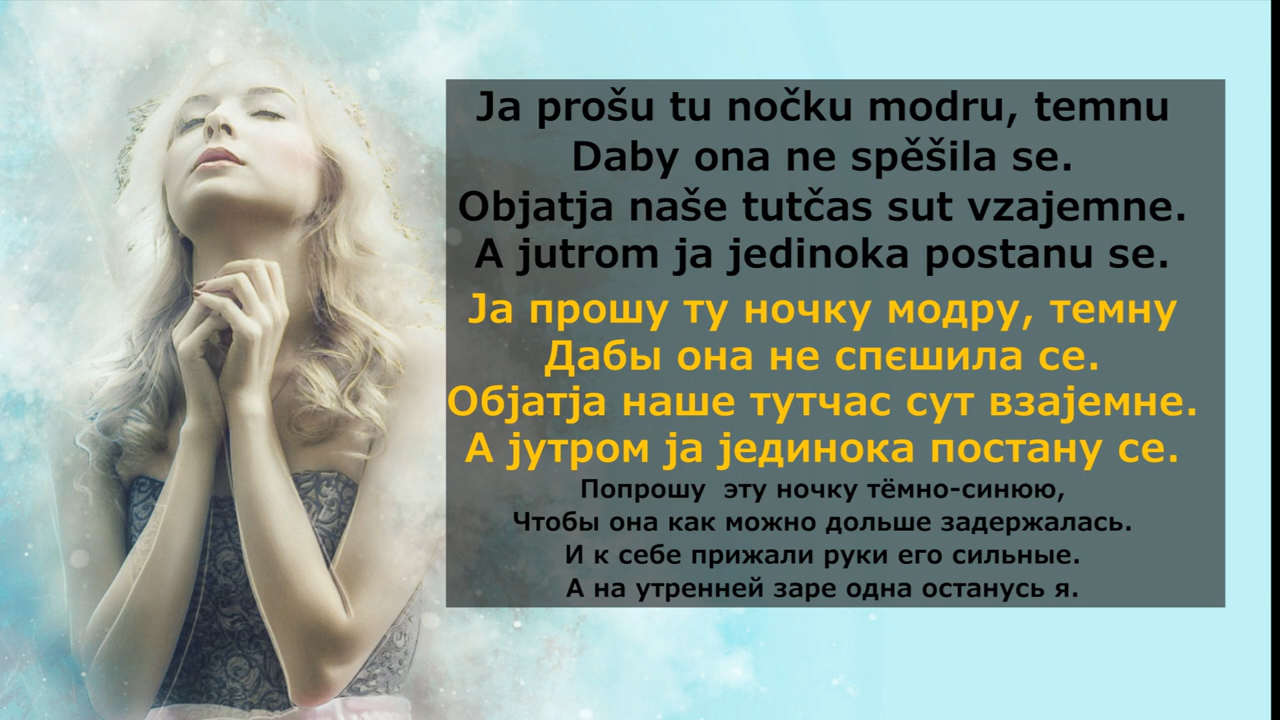 Ja prošu tu nočku modru, temnu
Daby ona ne spěšila se.
Objatja naše tutčas sut vzajemne.
A jutrom ja jedinoka postanu se.
Ја прошу ту ночку модру, темну
Дабы она не спєшила се.
Објатја наше тутчас сут взајемне.
А јутром ја једиnока постану се.
Попрошу  эту ночку тёмно-синюю,
Чтобы она как можно дольше задержалась.
И к себе прижали руки его сильные.
А на утренней заре одна останусь я.